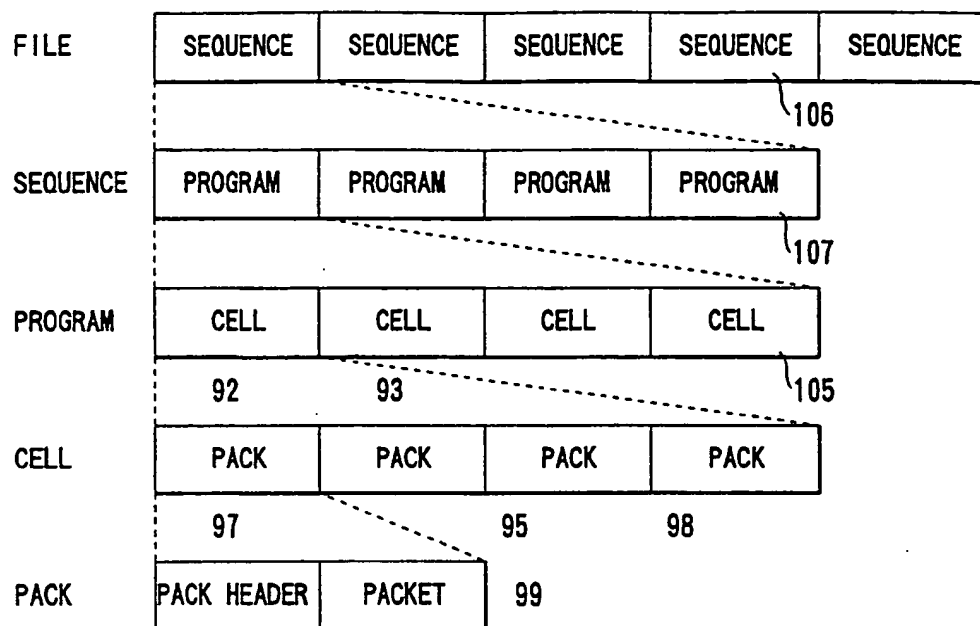 FILE SEQUENCE SEQUENCE SEQUENCE SEQUENCE SEQUENCE
106
SEQUENCE PROGRAM PROGRAM PROGRAM PROGRAM
107
PROGRAM CELL CELL CELL CELL
92 93 105
CELL PACK PACK PACK PACK
97 95 98
PACK PACK HEADER PACKET 99